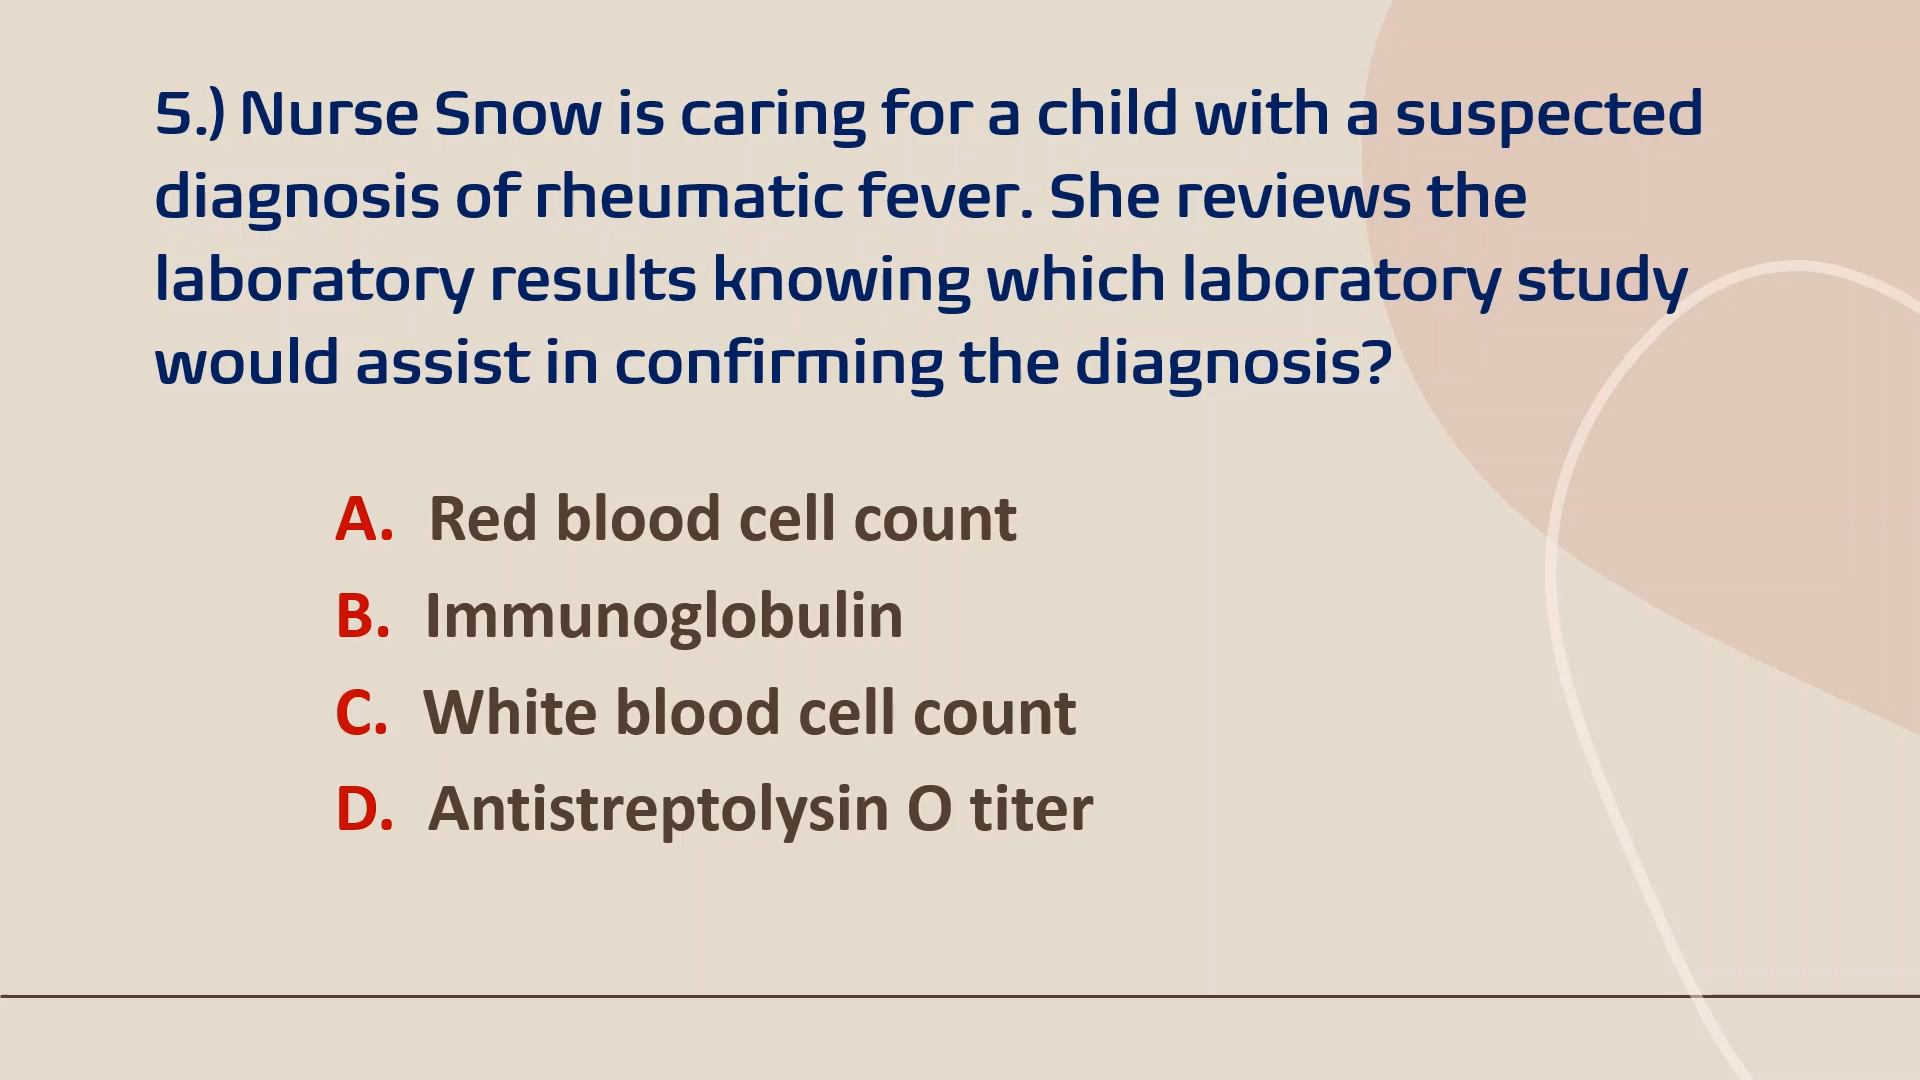 5.) Nurse Snow is caring for a child with a suspected
diagnosis of rheumatic fever. She reviews the
laboratory results knowing which laboratory study
would assist in confirming the diagnosis?
A. Red blood cell count
B. Immunoglobulin
C. White blood cell count
D. Antistreptolysin O titer